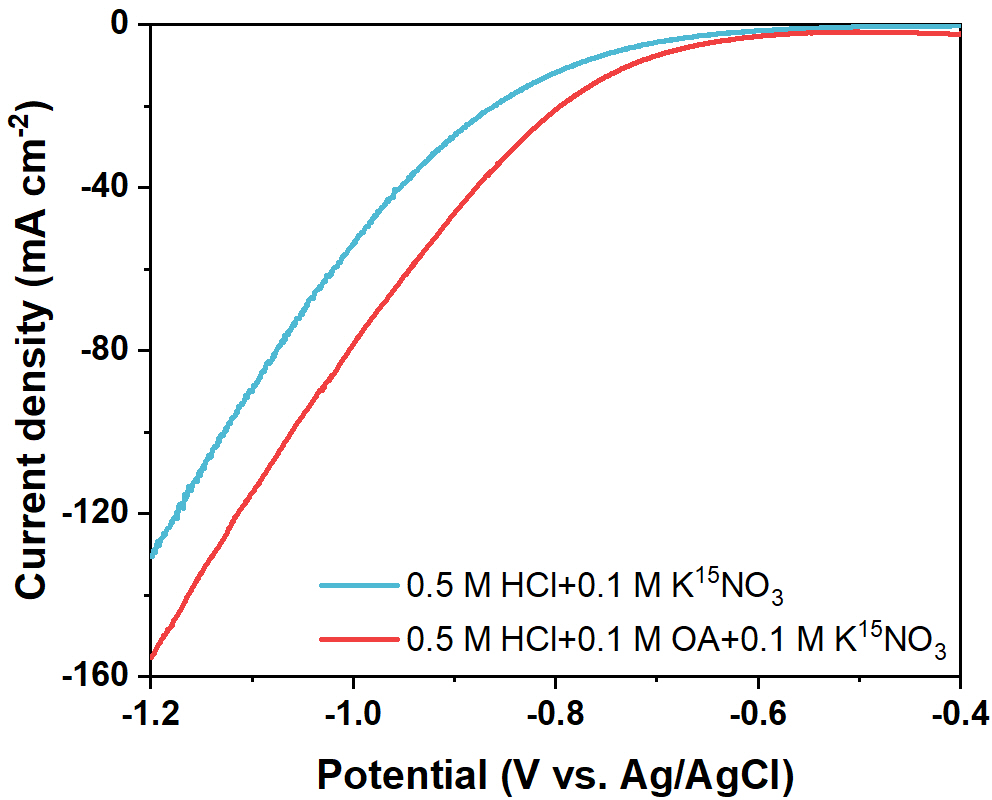 Current density (mA cm⁻²)
0
-40
-80
-120
-160
0.5 M HCl+0.1 M K¹⁵NO₃
0.5 M HCl+0.1 M OA+0.1 M K¹⁵NO₃
-1.2 -1.0 -0.8 -0.6 -0.4
Potential (V vs. Ag/AgCl)